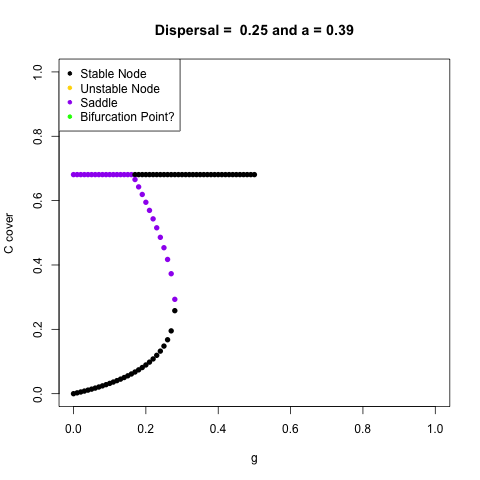 Dispersal =  0.25 and a = 0.39
Stable Node
Unstable Node
Saddle
Bifurcation Point?
C cover
1.0
0.8
0.6
0.4
0.2
0.0
0.0 0.2 0.4 0.6 0.8 1.0
g